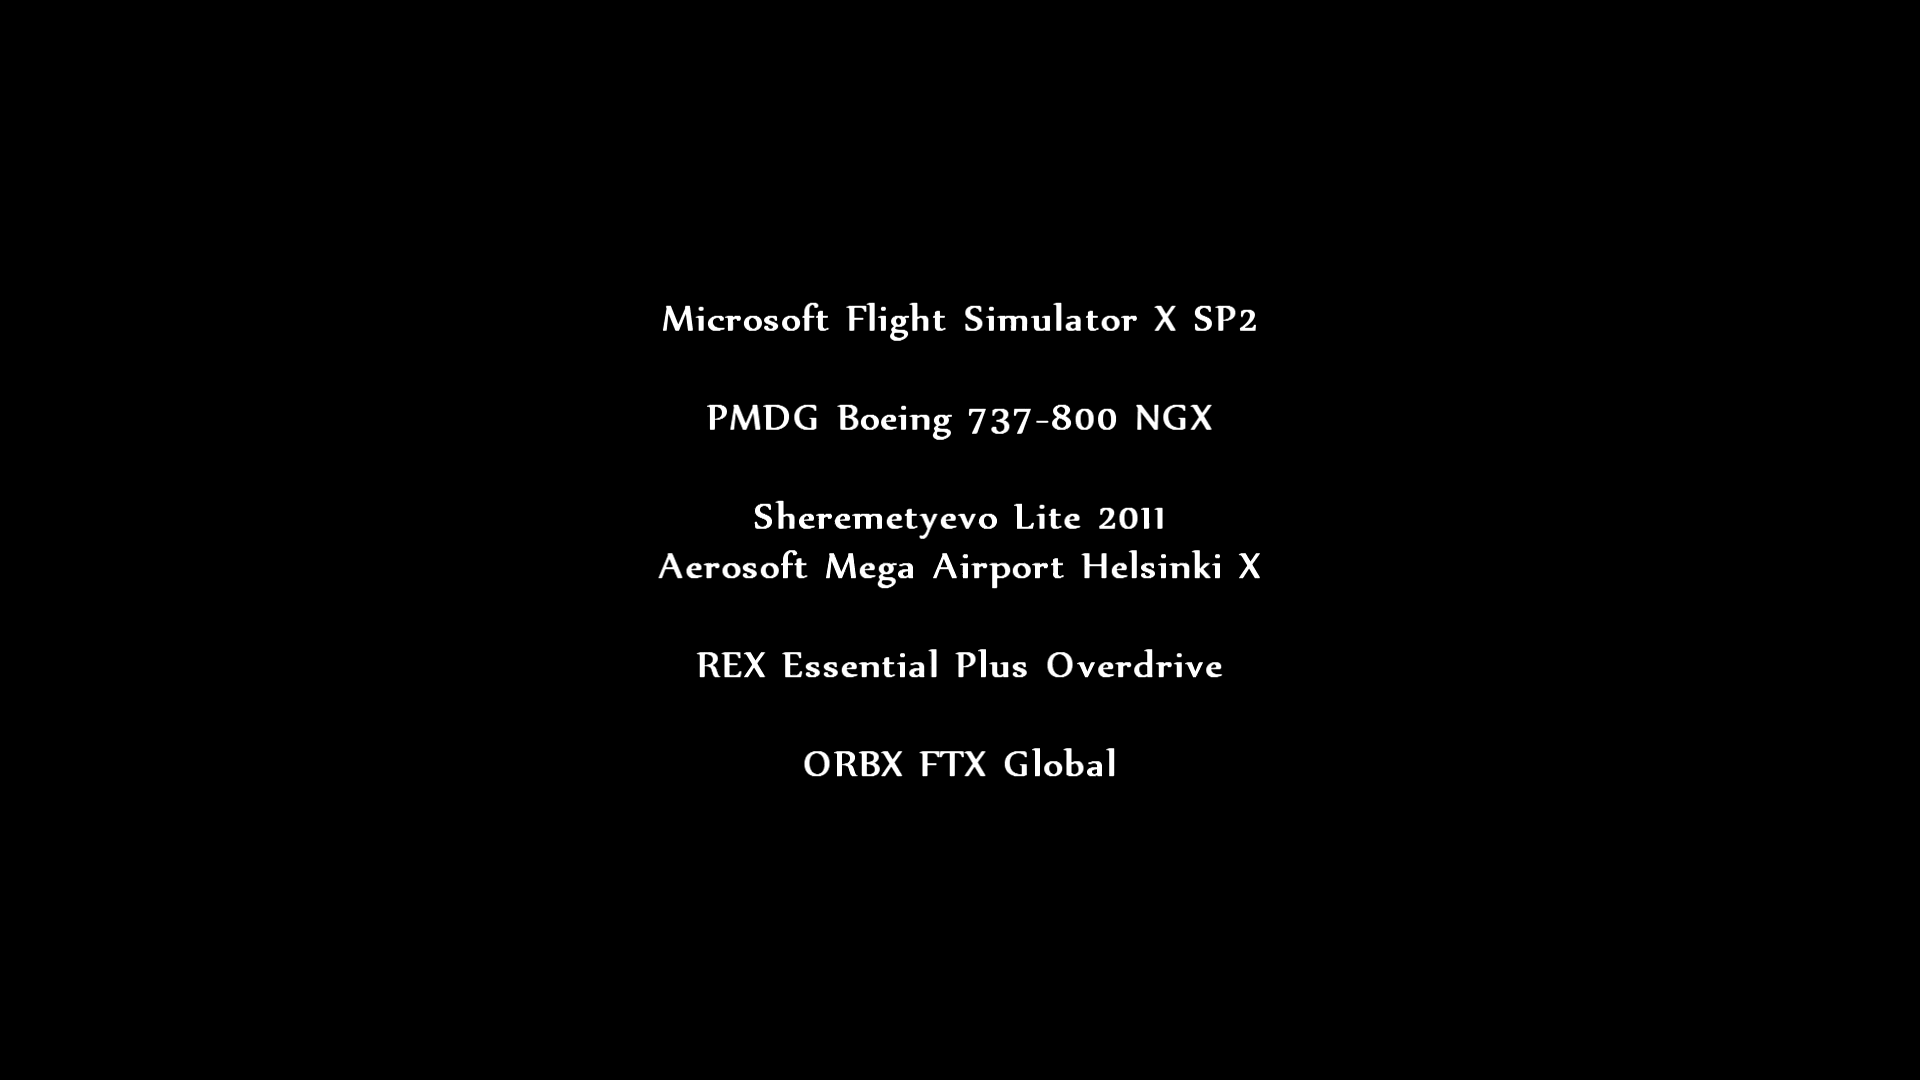 Microsoft Flight Simulator X SP2
PMDG Boeing 737-800 NGX
Sheremetyevo Lite 2011
Aerosoft Mega Airport Helsinki X
REX Essential Plus Overdrive
ORBX FTX Global